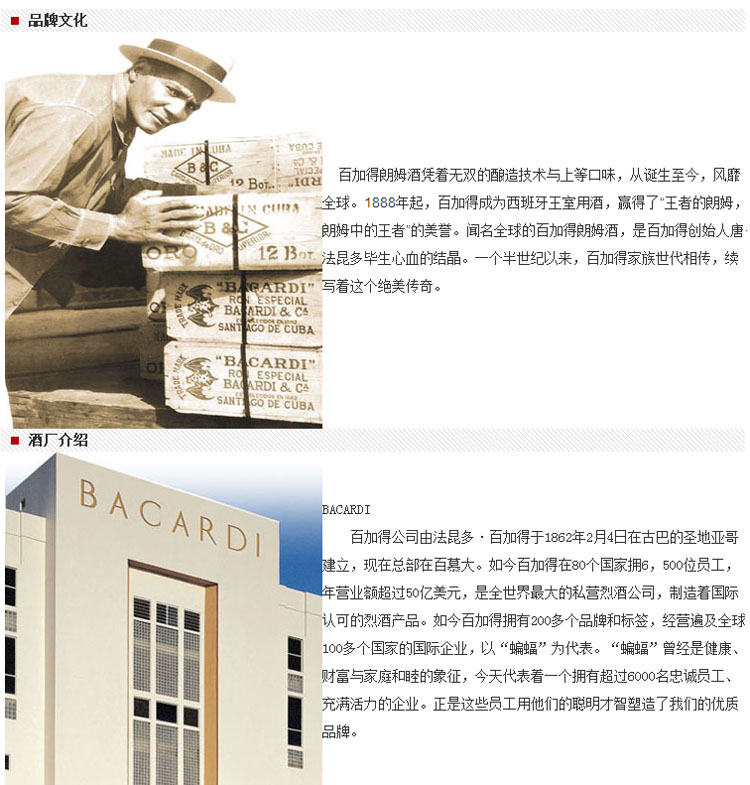 品牌文化
MADE IN CUBA
B & C
12 BOT.
MADE IN CUBA
B & C
SUPERIOR
ORO
12 BOT.
TRADE MARK
"BACARDI"
RON ESPECIAL
BACARDI & Ca
SANTIAGO DE CUBA
TRADE MARK
"BACARDI"
RON ESPECIAL
BACARDI & Ca
SANTIAGO DE CUBA
百加得朗姆酒凭着无双的酿造技术与上等口味，从诞生至今，风靡
全球。1888年起，百加得成为西班牙王室用酒，赢得了“王者的朗姆，
朗姆中的王者”的美誉。闻名全球的百加得朗姆酒，是百加得创始人唐·
法昆多毕生心血的结晶。一个半世纪以来，百加得家族世代相传，续
写着这个绝美传奇。
酒厂介绍
BACARDI
BACARDI
百加得公司由法昆多·百加得于1862年2月4日在古巴的圣地亚哥
建立，现在总部在百慕大。如今百加得在80个国家拥6，500位员工，
年营业额超过50亿美元，是全世界最大的私营烈酒公司，制造着国际
认可的烈酒产品。如今百加得拥有200多个品牌和标签，经营遍及全球
100多个国家的国际企业，以“蝙蝠”为代表。“蝙蝠”曾经是健康、
财富与家庭和睦的象征，今天代表着一个拥有超过6000名忠诚员工、
充满活力的企业。正是这些员工用他们的聪明才智塑造了我们的优质
品牌。